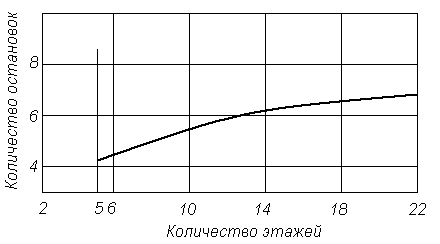 Количество остановок
8
6
4
2 5 6 10 14 18 22
Количество этажей